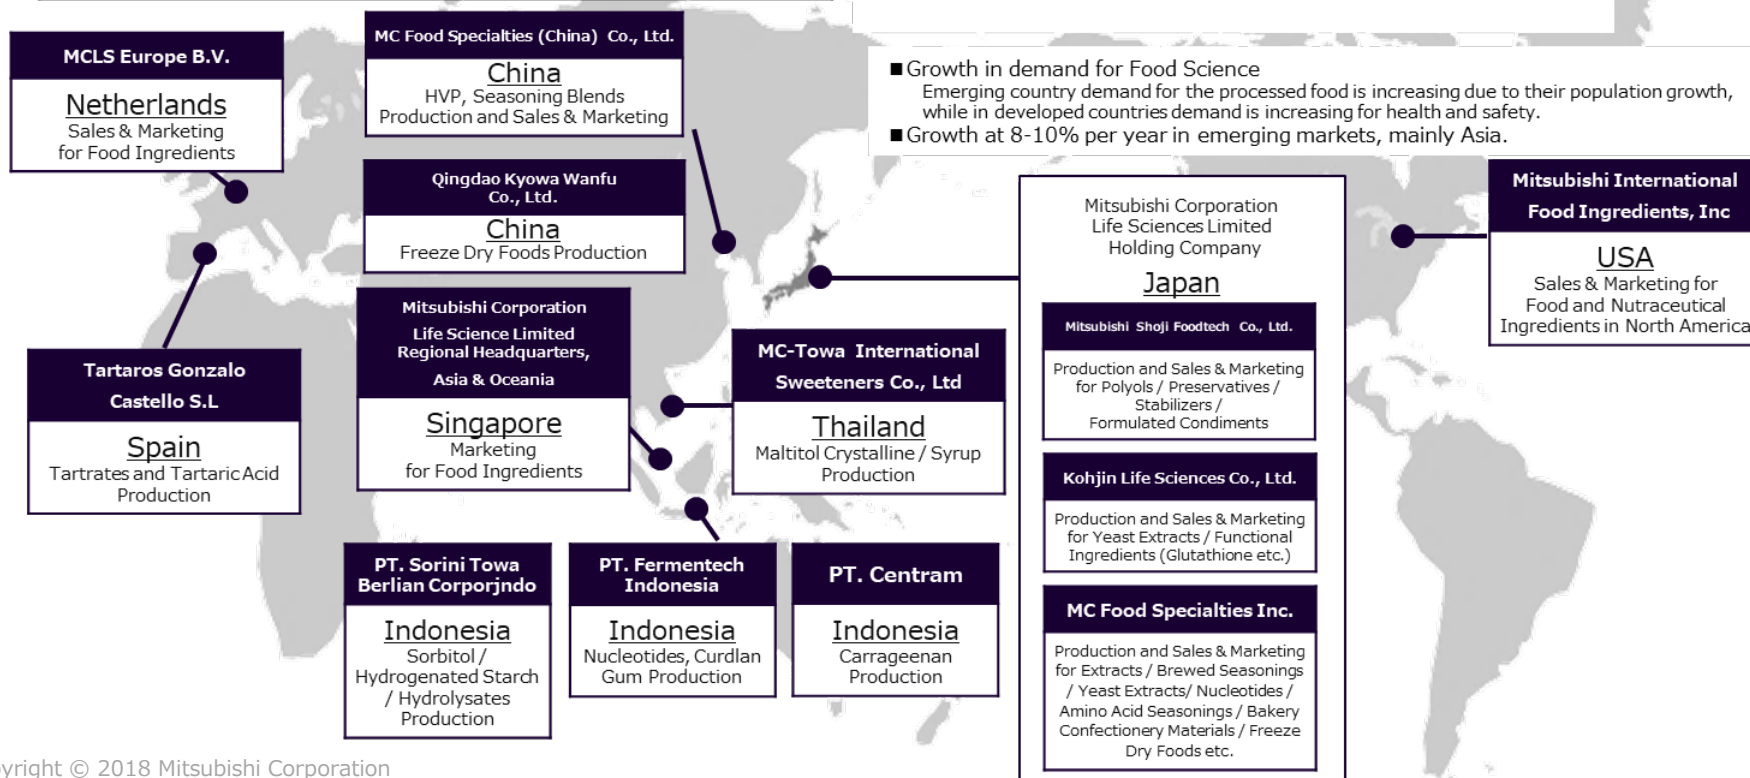 MCLS Europe B.V.
Netherlands
Sales & Marketing
for Food Ingredients
MC Food Specialties (China) Co., Ltd.
China
HVP, Seasoning Blends
Production and Sales & Marketing
■Growth in demand for Food Science
Emerging country demand for the processed food is increasing due to their population growth,
while in developed countries demand is increasing for health and safety.
■Growth at 8-10% per year in emerging markets, mainly Asia.
Qingdao Kyowa Wanfu
Co., Ltd.
China
Freeze Dry Foods Production
Mitsubishi Corporation
Life Sciences Limited
Holding Company
Japan
Mitsubishi Shoji Foodtech Co., Ltd.
Production and Sales & Marketing
for Polyols / Preservatives /
Stabilizers /
Formulated Condiments
Kohjin Life Sciences Co., Ltd.
Production and Sales & Marketing
for Yeast Extracts / Functional
Ingredients (Glutathione etc.)
MC Food Specialties Inc.
Production and Sales & Marketing
for Extracts / Brewed Seasonings
/ Yeast Extracts/ Nucleotides /
Amino Acid Seasonings / Bakery
Confectionery Materials / Freeze
Dry Foods etc.
Mitsubishi International
Food Ingredients, Inc
USA
Sales & Marketing for
Food and Nutraceutical
Ingredients in North America
Mitsubishi Corporation
Life Science Limited
Regional Headquarters,
Asia & Oceania
Singapore
Marketing
for Food Ingredients
MC-Towa International
Sweeteners Co., Ltd
Thailand
Maltitol Crystalline / Syrup
Production
Tartaros Gonzalo
Castello S.L
Spain
Tartrates and Tartaric Acid
Production
PT. Sorini Towa
Berlian Corporjndo
Indonesia
Sorbitol /
Hydrogenated Starch
/ Hydrolysates
Production
PT. Fermentech
Indonesia
Indonesia
Nucleotides, Curdlan
Gum Production
PT. Centram
Indonesia
Carrageenan
Production
pyright © 2018 Mitsubishi Corporation